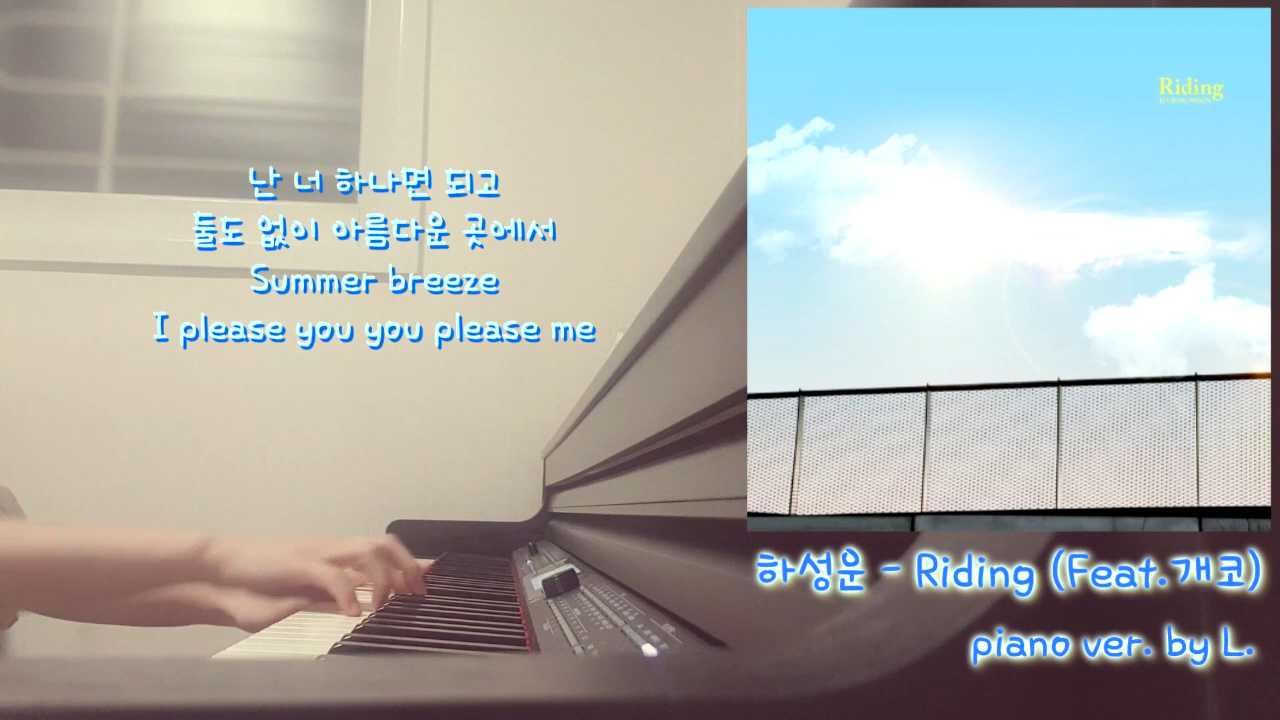 난 너 하나면 되고
둘도 없이 아름다운 곳에서
Summer breeze
I please you you please me
Riding
HA SUNG WOON
하성운 - Riding (Feat.개코)
piano ver. by L.